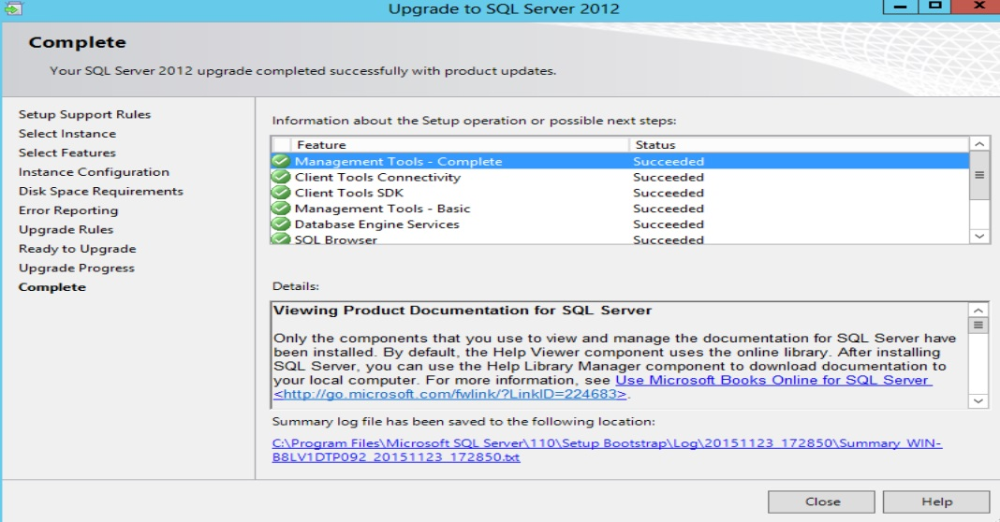 Upgrade to SQL Server 2012
Complete
Your SQL Server 2012 upgrade completed successfully with product updates.
Setup Support Rules
Select Instance
Select Features
Instance Configuration
Disk Space Requirements
Error Reporting
Upgrade Rules
Ready to Upgrade
Upgrade Progress
Complete
Information about the Setup operation or possible next steps:
Feature Status
Management Tools - Complete Succeeded
Client Tools Connectivity Succeeded
Client Tools SDK Succeeded
Management Tools - Basic Succeeded
Database Engine Services Succeeded
SQL Browser Succeeded
Details:
Viewing Product Documentation for SQL Server
Only the components that you use to view and manage the documentation for SQL Server have
been installed. By default, the Help Viewer component uses the online library. After installing
SQL Server, you can use the Help Library Manager component to download documentation to
your local computer. For more information, see Use Microsoft Books Online for SQL Server
<http://go.microsoft.com/fwlink/?LinkID=224683>.
Summary log file has been saved to the following location:
C:\Program Files\Microsoft SQL Server\110\Setup Bootstrap\Log\20151123_172850\Summary_WIN-
B8LV1DTP092_20151123_172850.txt
Close Help